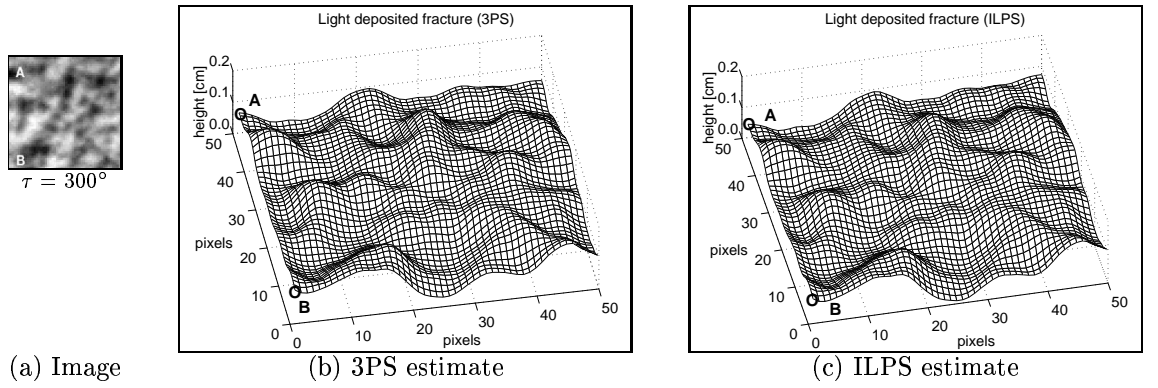 A
B
τ = 300°
(a) Image
Light deposited fracture (3PS)
height [cm]
0.2
0.1
0.0
A
B
50
40
30
20
10
0
pixels
0
10
20
30
40
50
pixels
(b) 3PS estimate
Light deposited fracture (ILPS)
height [cm]
0.2
0.1
0.0
A
B
50
40
30
20
10
0
pixels
0
10
20
30
40
50
pixels
(c) ILPS estimate